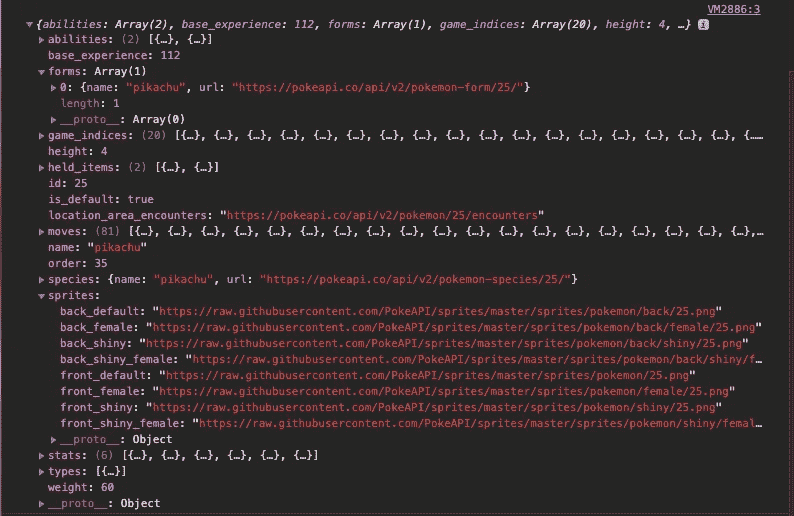 VM2886:3
▼{abilities: Array(2), base_experience: 112, forms: Array(1), game_indices: Array(20), height: 4, …} i
▶abilities: (2) [{…}, {…}]
base_experience: 112
▼forms: Array(1)
▶0: {name: "pikachu", url: "https://pokeapi.co/api/v2/pokemon-form/25/"}
length: 1
▶__proto__: Array(0)
▶game_indices: (20) [{…}, {…}, {…}, {…}, {…}, {…}, {…}, {…}, {…}, {…}, {…}, {…}, {…}, {…}, {…}, {…}, {……
height: 4
▶held_items: (2) [{…}, {…}]
id: 25
is_default: true
location_area_encounters: "https://pokeapi.co/api/v2/pokemon/25/encounters"
▶moves: (81) [{…}, {…}, {…}, {…}, {…}, {…}, {…}, {…}, {…}, {…}, {…}, {…}, {…}, {…}, {…}, {…}, {…}, {…},…
name: "pikachu"
order: 35
▶species: {name: "pikachu", url: "https://pokeapi.co/api/v2/pokemon-species/25/"}
▼sprites:
back_default: "https://raw.githubusercontent.com/PokeAPI/sprites/master/sprites/pokemon/back/25.png"
back_female: "https://raw.githubusercontent.com/PokeAPI/sprites/master/sprites/pokemon/back/female/25.png"
back_shiny: "https://raw.githubusercontent.com/PokeAPI/sprites/master/sprites/pokemon/back/shiny/25.png"
back_shiny_female: "https://raw.githubusercontent.com/PokeAPI/sprites/master/sprites/pokemon/back/shiny/f…
front_default: "https://raw.githubusercontent.com/PokeAPI/sprites/master/sprites/pokemon/25.png"
front_female: "https://raw.githubusercontent.com/PokeAPI/sprites/master/sprites/pokemon/female/25.png"
front_shiny: "https://raw.githubusercontent.com/PokeAPI/sprites/master/sprites/pokemon/shiny/25.png"
front_shiny_female: "https://raw.githubusercontent.com/PokeAPI/sprites/master/sprites/pokemon/shiny/femal…
▶__proto__: Object
▶stats: (6) [{…}, {…}, {…}, {…}, {…}, {…}]
▶types: [{…}]
weight: 60
▶__proto__: Object